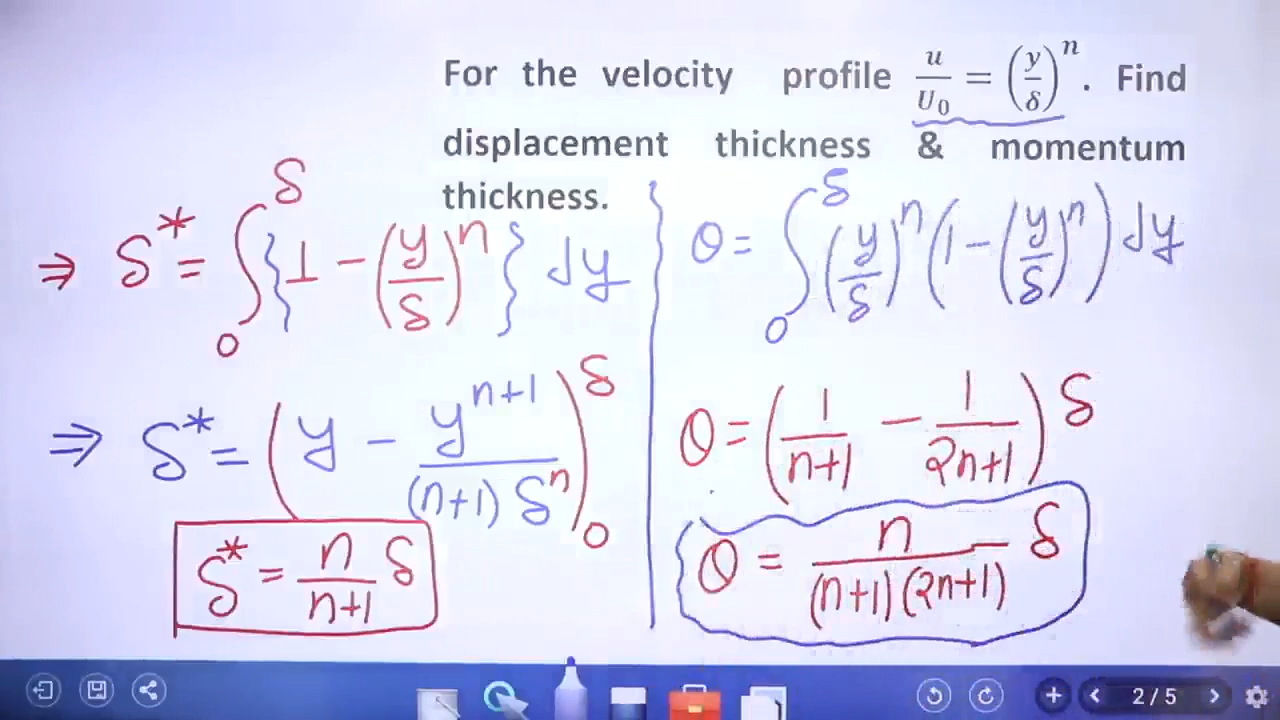 For the velocity profile u/U₀ = (y/δ)ⁿ. Find
displacement thickness & momentum
thickness.
⇒ δ* = ∫₀^δ {1 − (y/δ)ⁿ} dy
⇒ δ* = (y − y^(n+1)/((n+1) δⁿ))₀^δ
δ* = n/(n+1) δ
θ = ∫₀^δ (y/δ)ⁿ (1 − (y/δ)ⁿ) dy
θ = (1/(n+1) − 1/(2n+1)) δ
θ = n/((n+1)(2n+1)) δ
2 / 5